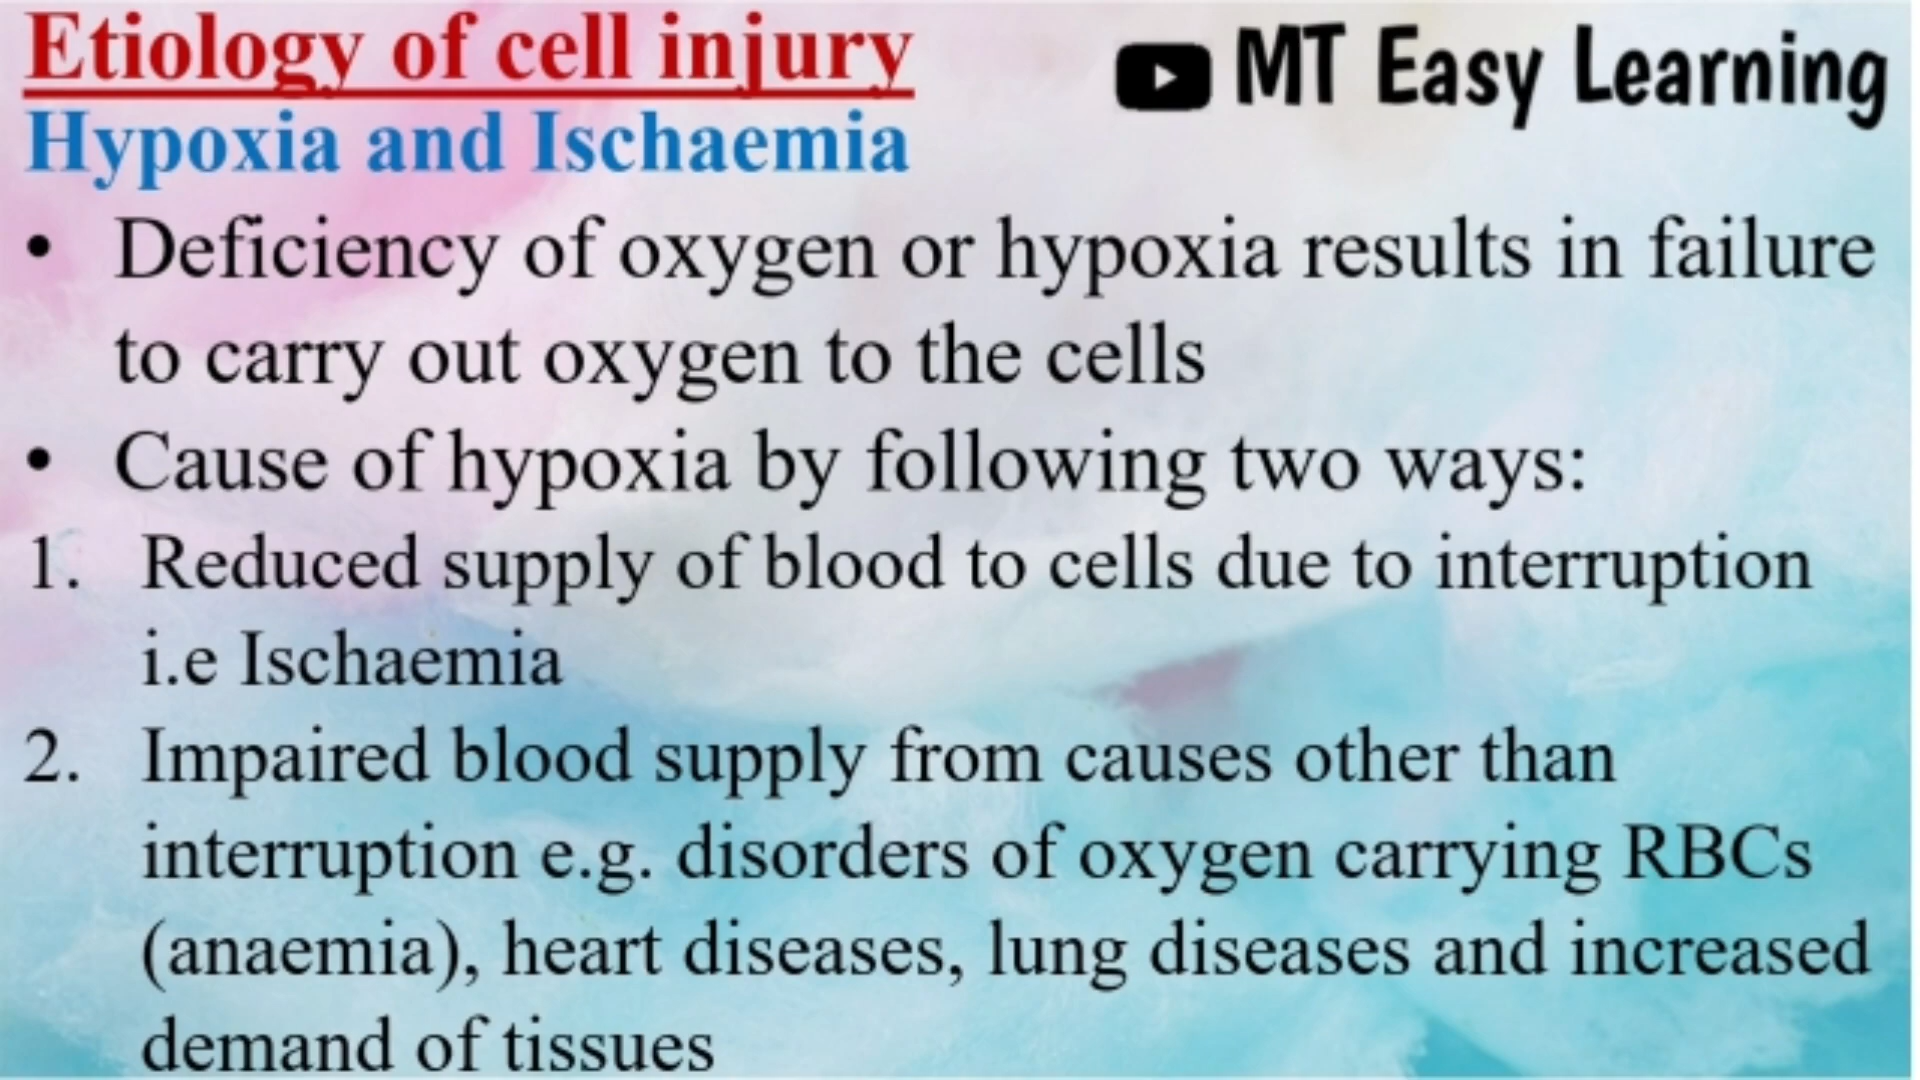 Etiology of cell injury
MT Easy Learning
Hypoxia and Ischaemia
• Deficiency of oxygen or hypoxia results in failure
to carry out oxygen to the cells
• Cause of hypoxia by following two ways:
1. Reduced supply of blood to cells due to interruption
i.e Ischaemia
2. Impaired blood supply from causes other than
interruption e.g. disorders of oxygen carrying RBCs
(anaemia), heart diseases, lung diseases and increased
demand of tissues